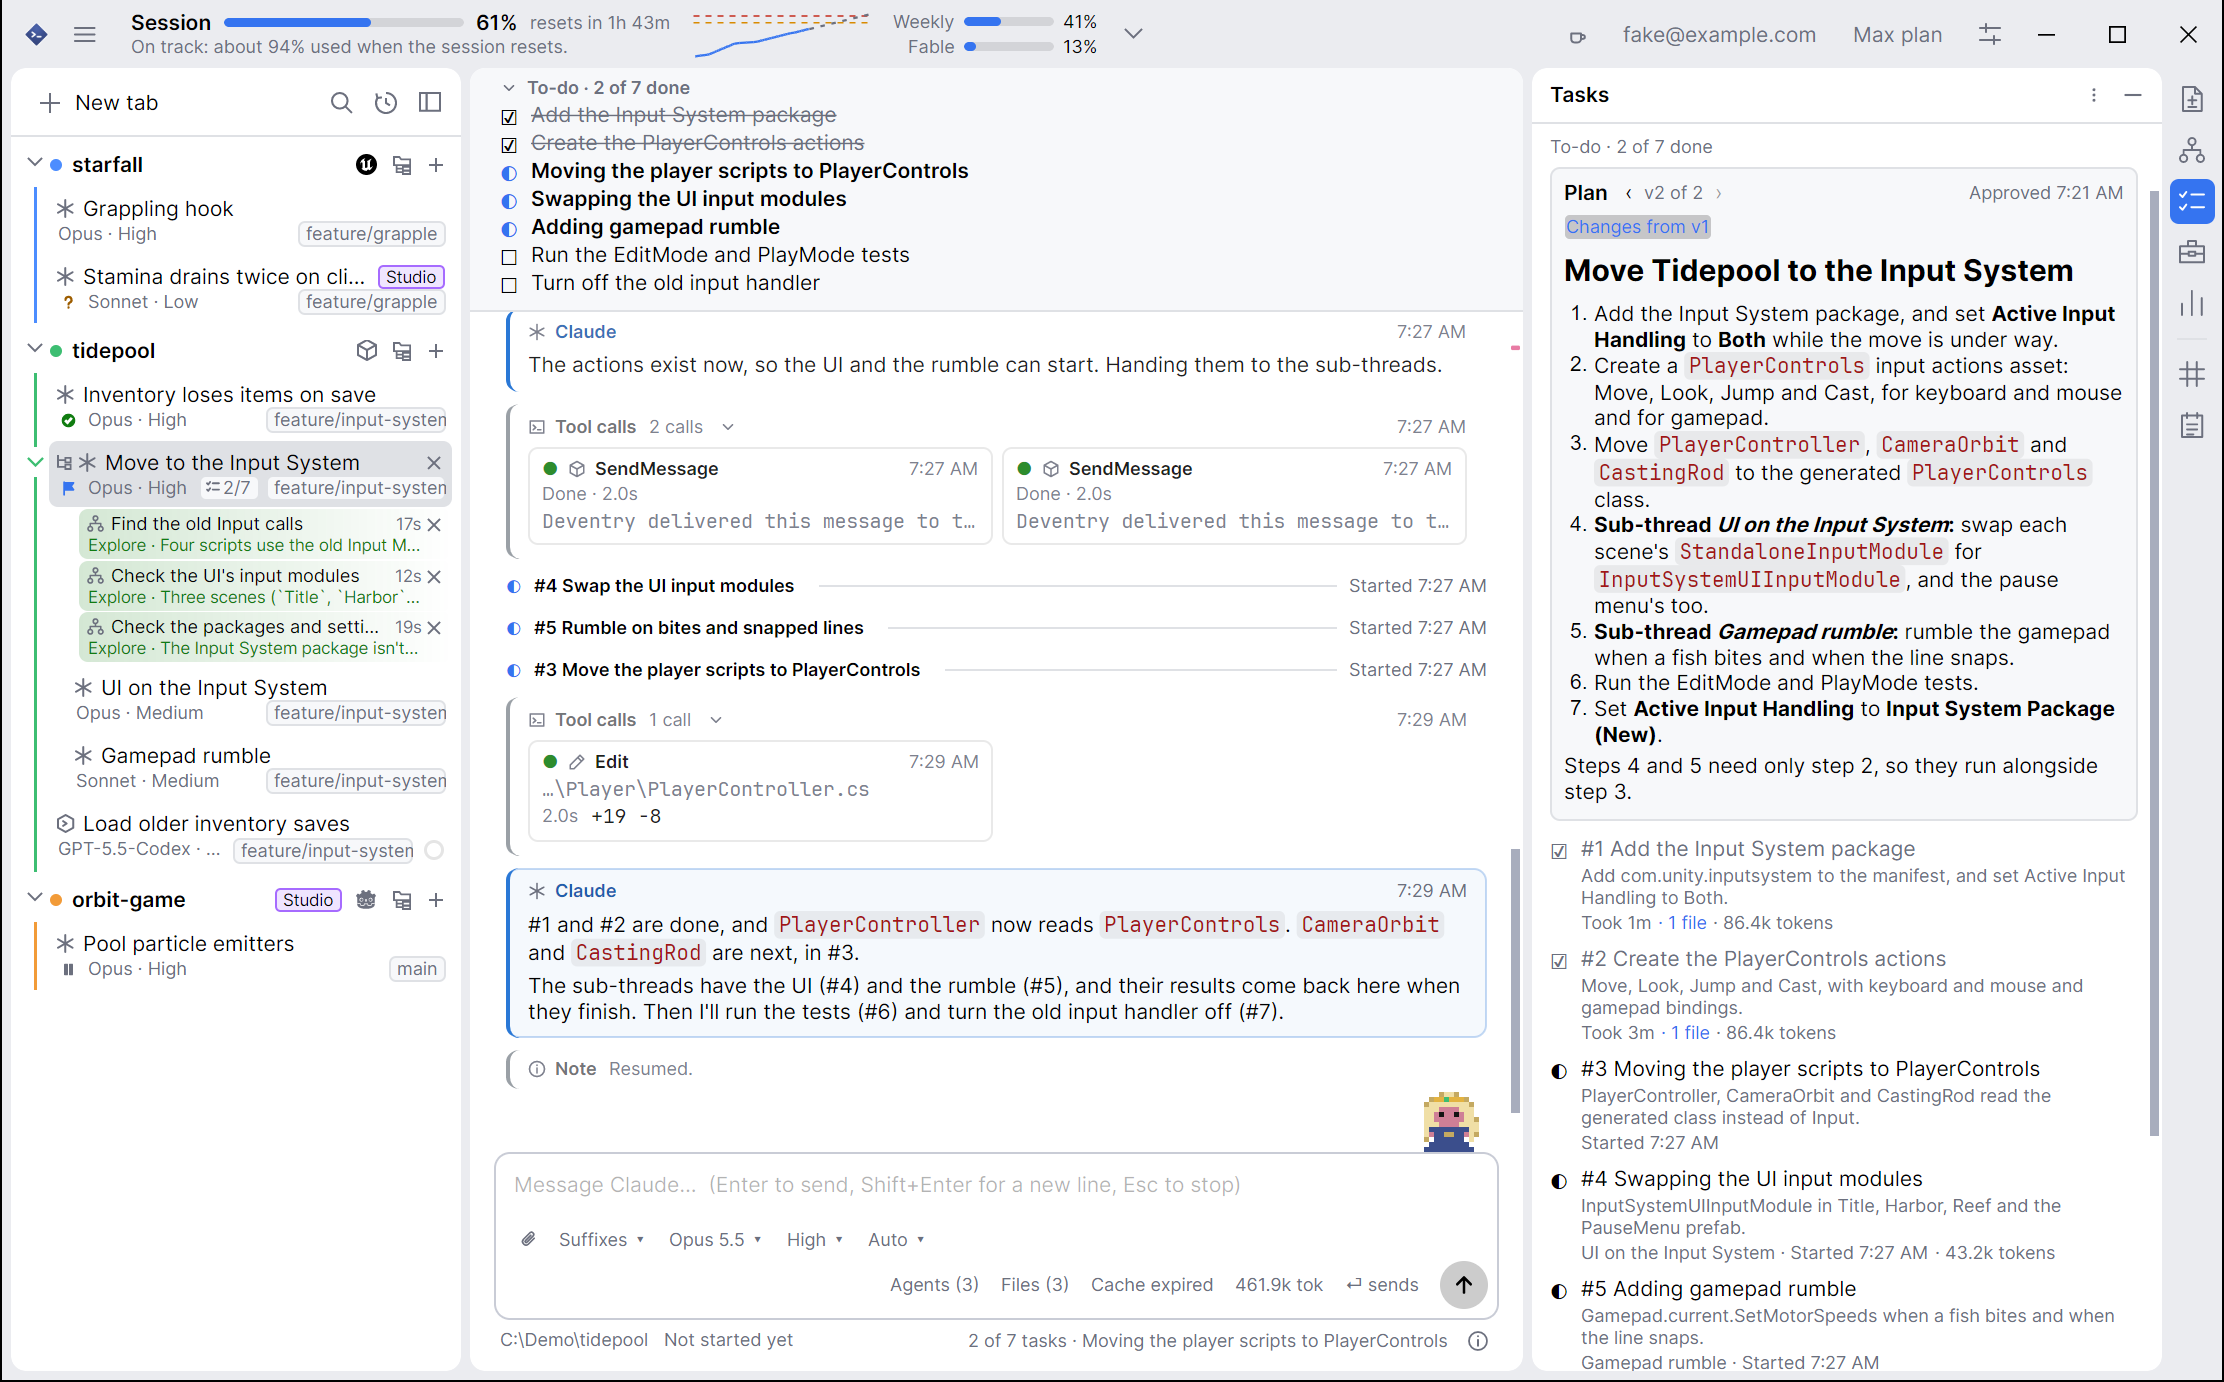 Session 61% resets in 1h 43m
On track: about 94% used when the session resets.
Weekly 41%
Fable 13%
fake@example.com Max plan
New tab
starfall
Grappling hook
Opus · High feature/grapple
Stamina drains twice on cli... Studio
? Sonnet · Low feature/grapple
tidepool
Inventory loses items on save
Opus · High feature/input-system
Move to the Input System
Opus · High 2/7 feature/input-system
Find the old Input calls 17s
Explore · Four scripts use the old Input M...
Check the UI's input modules 12s
Explore · Three scenes (`Title`, `Harbor`...
Check the packages and setti... 19s
Explore · The Input System package isn't...
UI on the Input System
Opus · Medium feature/input-system
Gamepad rumble
Sonnet · Medium feature/input-system
Load older inventory saves
GPT-5.5-Codex · ... feature/input-system
orbit-game Studio
Pool particle emitters
Opus · High main
To-do · 2 of 7 done
Add the Input System package
Create the PlayerControls actions
Moving the player scripts to PlayerControls
Swapping the UI input modules
Adding gamepad rumble
Run the EditMode and PlayMode tests
Turn off the old input handler
Claude 7:27 AM
The actions exist now, so the UI and the rumble can start. Handing them to the sub-threads.
Tool calls 2 calls 7:27 AM
SendMessage 7:27 AM
Done · 2.0s
Deventry delivered this message to t…
SendMessage 7:27 AM
Done · 2.0s
Deventry delivered this message to t…
#4 Swap the UI input modules Started 7:27 AM
#5 Rumble on bites and snapped lines Started 7:27 AM
#3 Move the player scripts to PlayerControls Started 7:27 AM
Tool calls 1 call 7:29 AM
Edit 7:29 AM
…\Player\PlayerController.cs
2.0s +19 -8
Claude 7:29 AM
#1 and #2 are done, and PlayerController now reads PlayerControls. CameraOrbit
and CastingRod are next, in #3.
The sub-threads have the UI (#4) and the rumble (#5), and their results come back here when
they finish. Then I'll run the tests (#6) and turn the old input handler off (#7).
Note Resumed.
Message Claude... (Enter to send, Shift+Enter for a new line, Esc to stop)
Suffixes Opus 5.5 High Auto
Agents (3) Files (3) Cache expired 461.9k tok sends
C:\Demo\tidepool Not started yet 2 of 7 tasks · Moving the player scripts to PlayerControls
Tasks
To-do · 2 of 7 done
Plan ‹ v2 of 2 › Approved 7:21 AM
Changes from v1
Move Tidepool to the Input System
1. Add the Input System package, and set Active Input
Handling to Both while the move is under way.
2. Create a PlayerControls input actions asset:
Move, Look, Jump and Cast, for keyboard and mouse
and for gamepad.
3. Move PlayerController, CameraOrbit and
CastingRod to the generated PlayerControls
class.
4. Sub-thread UI on the Input System: swap each
scene's StandaloneInputModule for
InputSystemUIInputModule, and the pause
menu's too.
5. Sub-thread Gamepad rumble: rumble the gamepad
when a fish bites and when the line snaps.
6. Run the EditMode and PlayMode tests.
7. Set Active Input Handling to Input System Package
(New).
Steps 4 and 5 need only step 2, so they run alongside
step 3.
#1 Add the Input System package
Add com.unity.inputsystem to the manifest, and set Active Input
Handling to Both.
Took 1m · 1 file · 86.4k tokens
#2 Create the PlayerControls actions
Move, Look, Jump and Cast, with keyboard and mouse and
gamepad bindings.
Took 3m · 1 file · 86.4k tokens
#3 Moving the player scripts to PlayerControls
PlayerController, CameraOrbit and CastingRod read the
generated class instead of Input.
Started 7:27 AM
#4 Swapping the UI input modules
InputSystemUIInputModule in Title, Harbor, Reef and the
PauseMenu prefab.
UI on the Input System · Started 7:27 AM · 43.2k tokens
#5 Adding gamepad rumble
Gamepad.current.SetMotorSpeeds when a fish bites and when
the line snaps.
Gamepad rumble · Started 7:27 AM